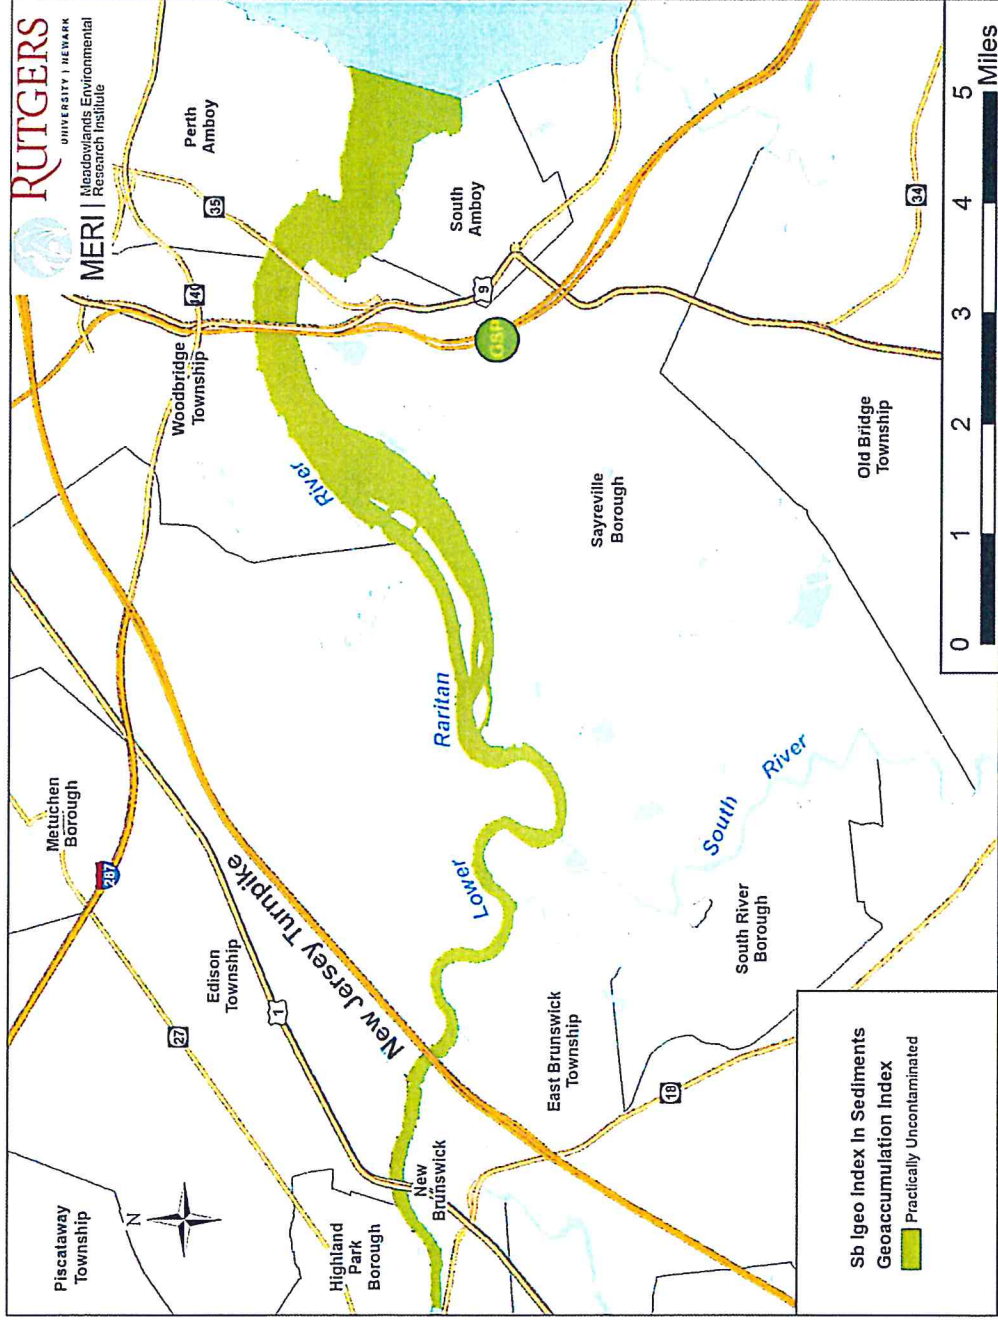 RUTGERS
UNIVERSITY | NEWARK
MERI | Meadowlands Environmental
Research Institute
Piscataway
Township
N
Highland
Park
Borough
New
Brunswick
27
Edison
Township
1
287
Metuchen
Borough
New Jersey Turnpike
Woodbridge
Township
35
Perth
Amboy
South
Amboy
9
GSP
River
Raritan
Lower
South
River
East Brunswick
Township
18
South River
Borough
Sayreville
Borough
Old Bridge
Township
34
Sb Igeo Index In Sediments
Geoaccumulation Index
Practically Uncontaminated
0 1 2 3 4 5
Miles